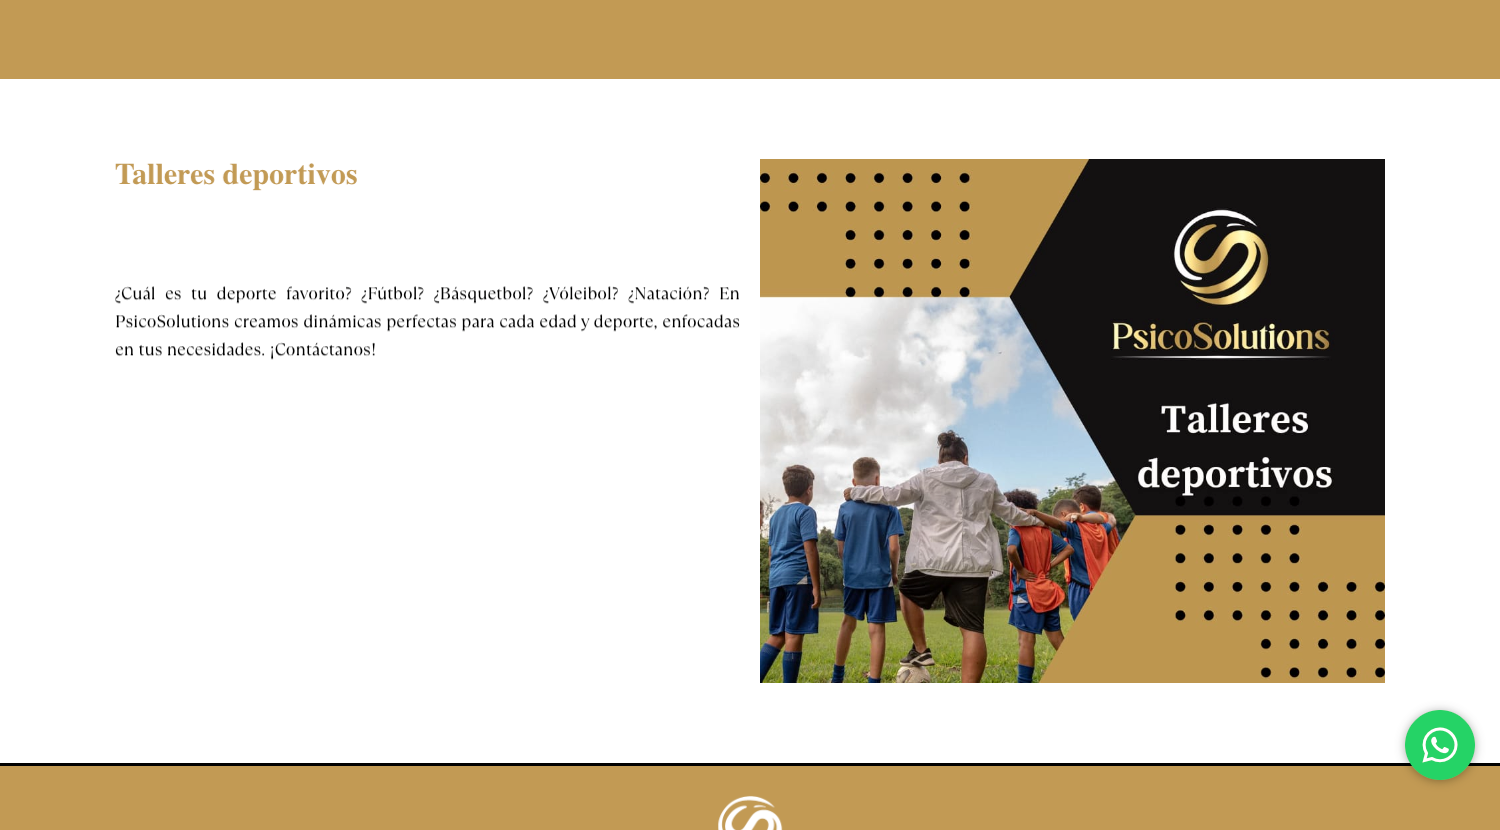 Talleres deportivos
¿Cuál es tu deporte favorito? ¿Fútbol? ¿Básquetbol? ¿Vóleibol? ¿Natación? En
PsicoSolutions creamos dinámicas perfectas para cada edad y deporte, enfocadas
en tus necesidades. ¡Contáctanos!
PsicoSolutions
Talleres
deportivos